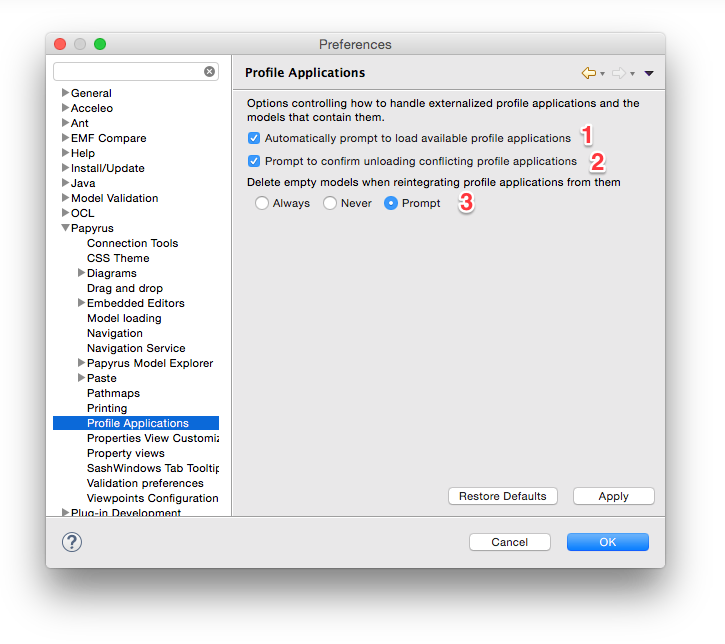 Preferences
Profile Applications
General
Acceleo
Ant
EMF Compare
Help
Install/Update
Java
Model Validation
OCL
Papyrus
Connection Tools
CSS Theme
Diagrams
Drag and drop
Embedded Editors
Model loading
Navigation
Navigation Service
Papyrus Model Explorer
Paste
Pathmaps
Printing
Profile Applications
Properties View Customiz
Property views
SashWindows Tab Tooltip
Validation preferences
Viewpoints Configuration
Plug-in Development
Options controlling how to handle externalized profile applications and the
models that contain them.
Automatically prompt to load available profile applications 1
Prompt to confirm unloading conflicting profile applications 2
Delete empty models when reintegrating profile applications from them
Always Never Prompt 3
Restore Defaults Apply
? Cancel OK